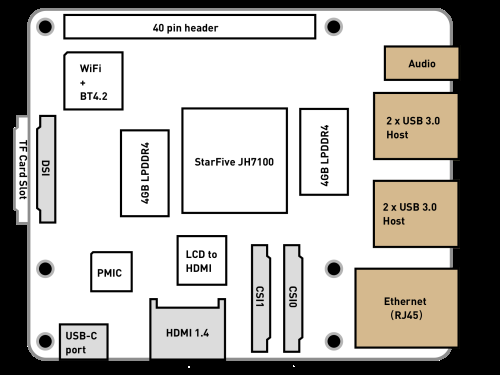 40 pin header
WiFi
+
BT4.2
Audio
2 x USB 3.0
Host
4GB LPDDR4
StarFive JH7100
4GB LPDDR4
TF Card Slot
DSI
2 x USB 3.0
Host
PMIC
LCD to
HDMI
CSI1
CSI0
Ethernet
(RJ45)
USB-C
port
HDMI 1.4